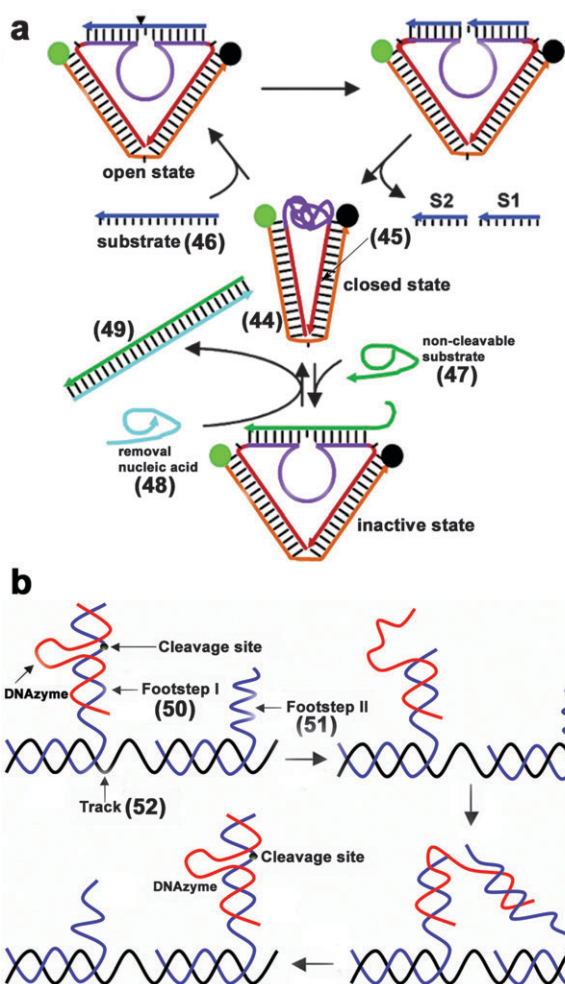 a
open state
substrate (46)
S2 S1
(45)
closed state
(44)
(49)
non-cleavable
substrate
(47)
removal
nucleic acid
(48)
inactive state
b
Cleavage site
DNAzyme
Footstep I
(50)
Footstep II
(51)
Track (52)
Cleavage site
DNAzyme